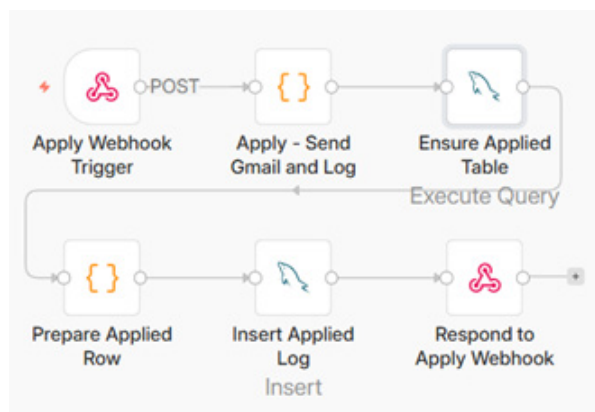 POST
Apply Webhook
Trigger
Apply - Send
Gmail and Log
Ensure Applied
Table
Execute Query
Prepare Applied
Row
Insert Applied
Log
Insert
Respond to
Apply Webhook